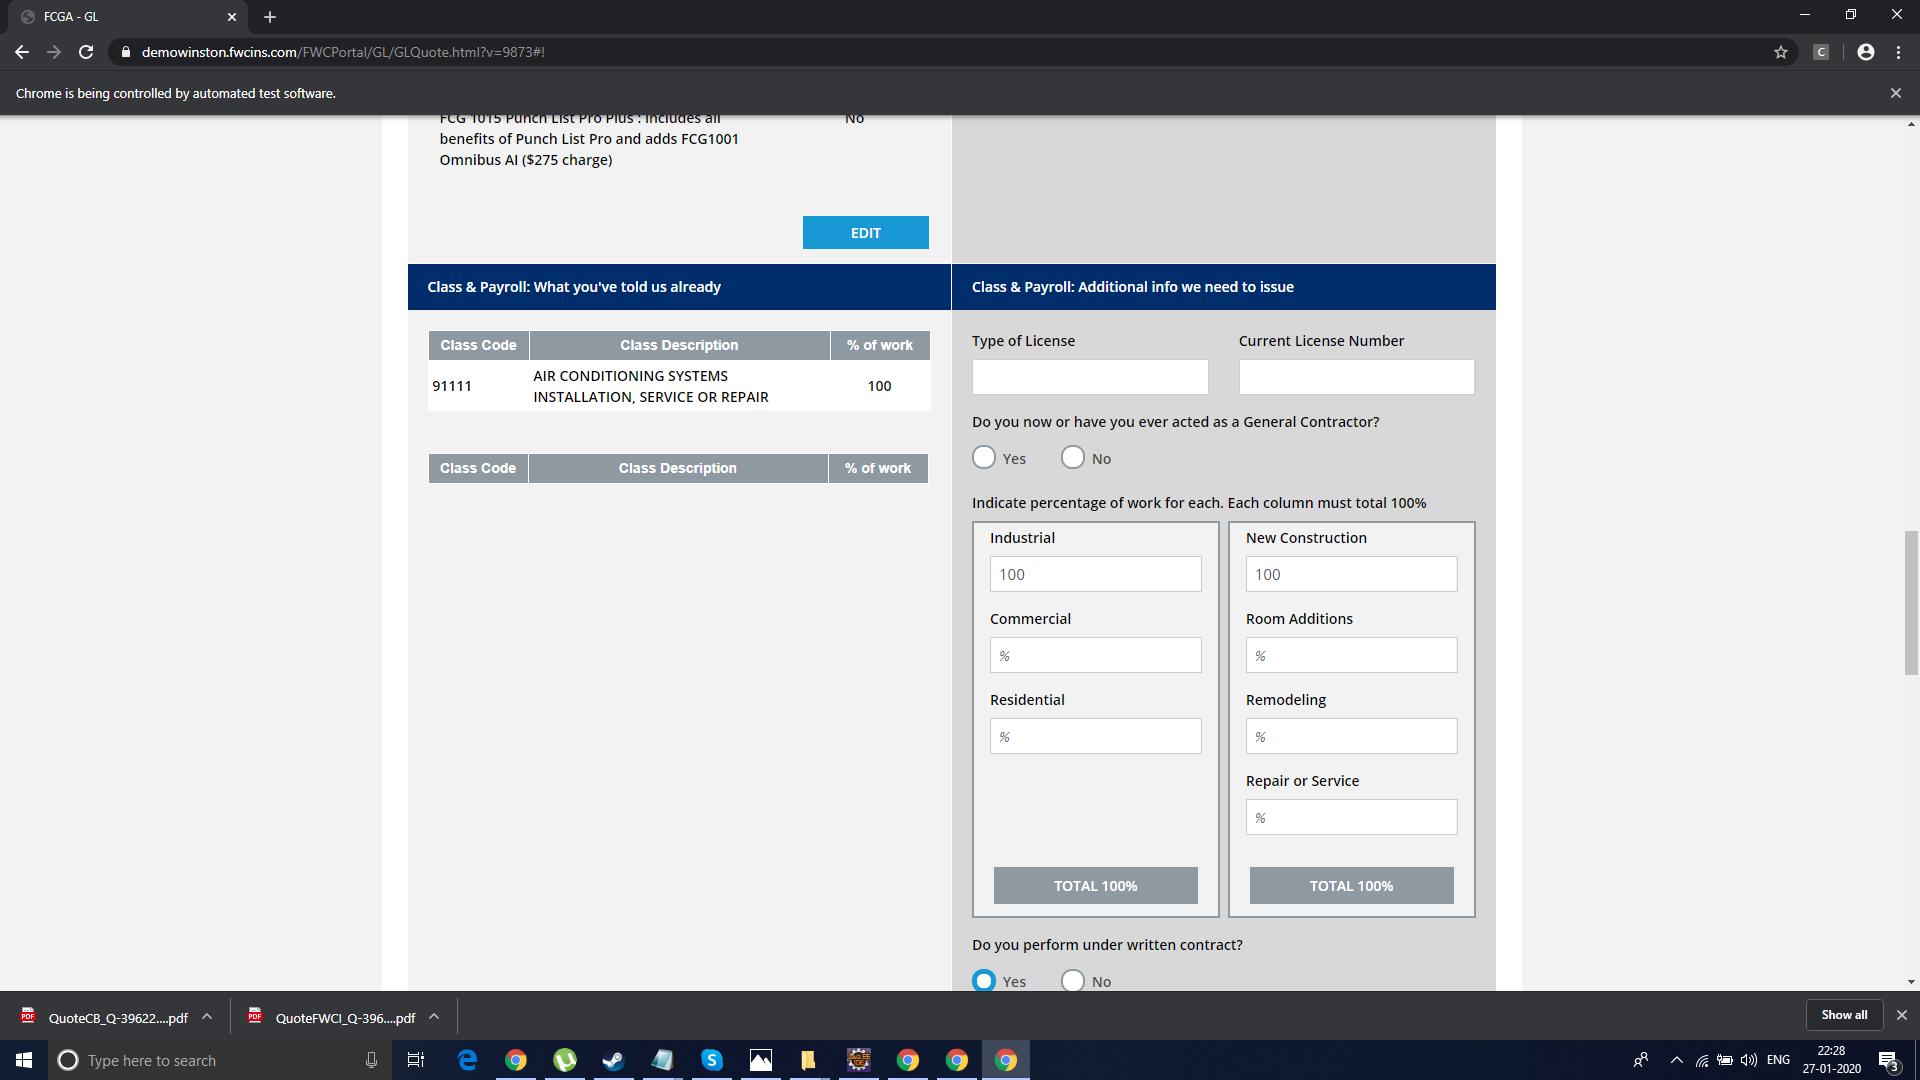 FCGA - GL
demowinston.fwcins.com/FWCPortal/GL/GLQuote.html?v=9873#!
C
Chrome is being controlled by automated test software.
FCG 1015 Punch List Pro Plus : Includes all
No
benefits of Punch List Pro and adds FCG1001
Omnibus AI ($275 charge)
EDIT
Class & Payroll: What you've told us already
Class & Payroll: Additional info we need to issue
Class Code Class Description % of work
91111
AIR CONDITIONING SYSTEMS
INSTALLATION, SERVICE OR REPAIR
100
Class Code Class Description % of work
Type of License
Current License Number
Do you now or have you ever acted as a General Contractor?
Yes No
Indicate percentage of work for each. Each column must total 100%
Industrial
100
Commercial
%
Residential
%
TOTAL 100%
New Construction
100
Room Additions
%
Remodeling
%
Repair or Service
%
TOTAL 100%
Do you perform under written contract?
Yes No
PDF QuoteCB_Q-39622....pdf
PDF QuoteFWCI_Q-396....pdf
Show all
Type here to search
ENG
22:28
27-01-2020
3